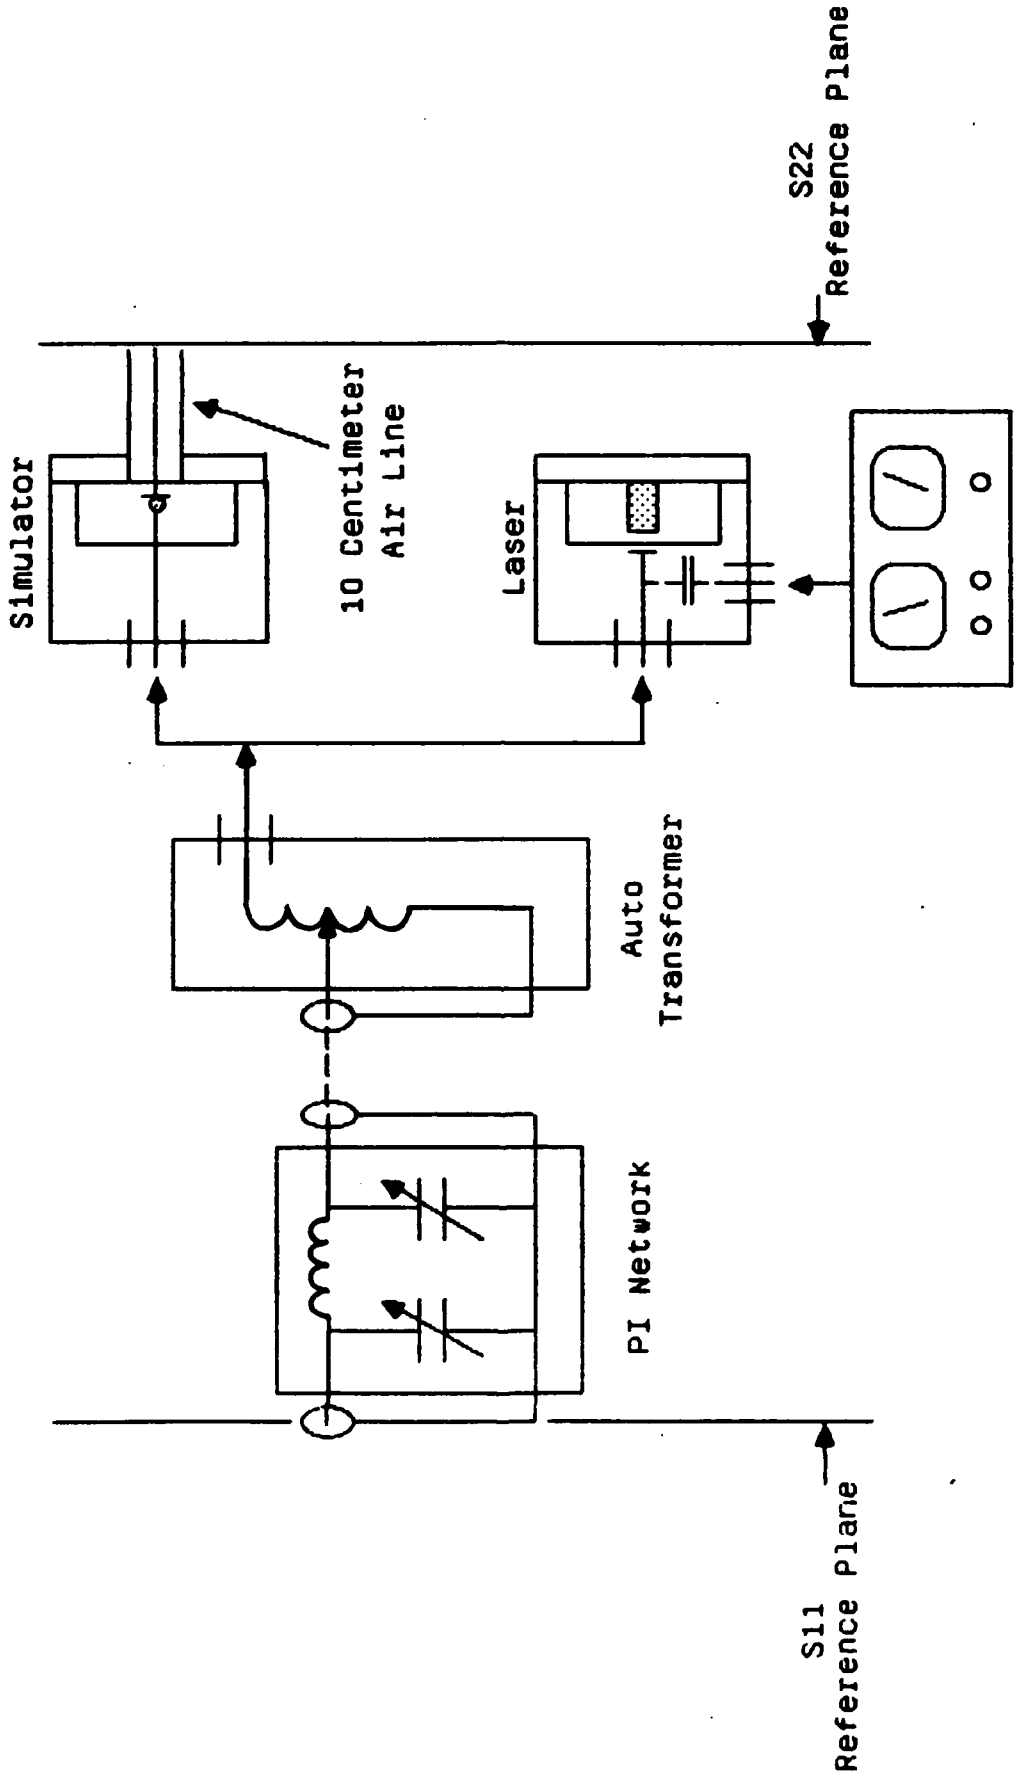 Simulator
10 Centimeter
Air Line
S22
Reference Plane
Laser
Auto
Transformer
PI Network
S11
Reference Plane